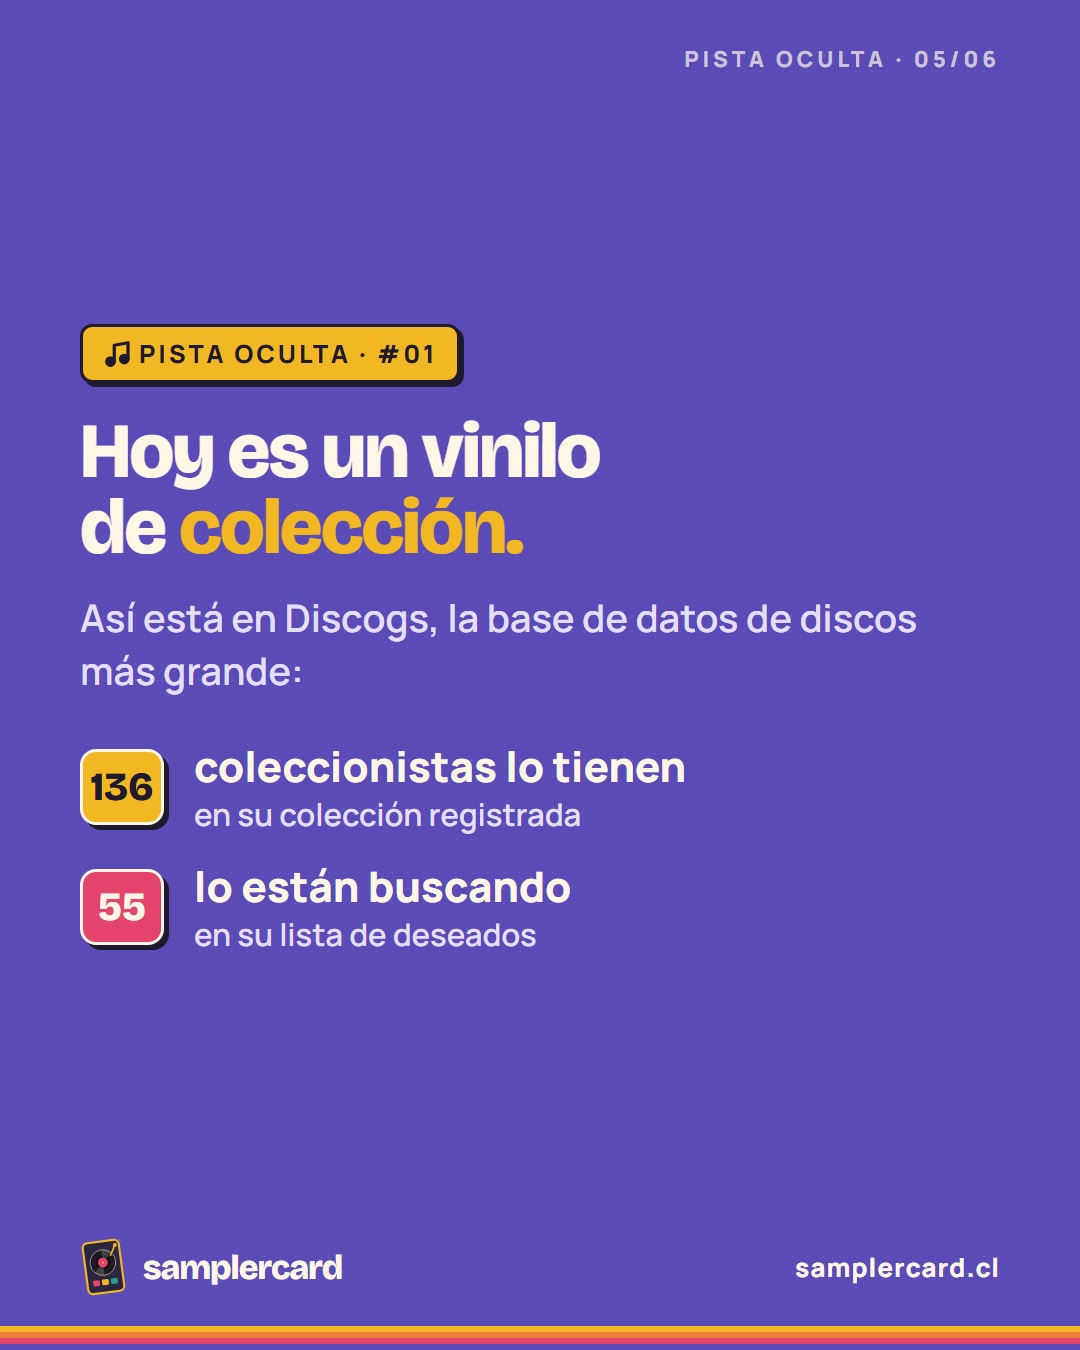 PISTA OCULTA · 05/06
PISTA OCULTA · #01
Hoy es un vinilo
de colección.
Así está en Discogs, la base de datos de discos
más grande:
136
coleccionistas lo tienen
en su colección registrada
55
lo están buscando
en su lista de deseados
samplercard
samplercard.cl